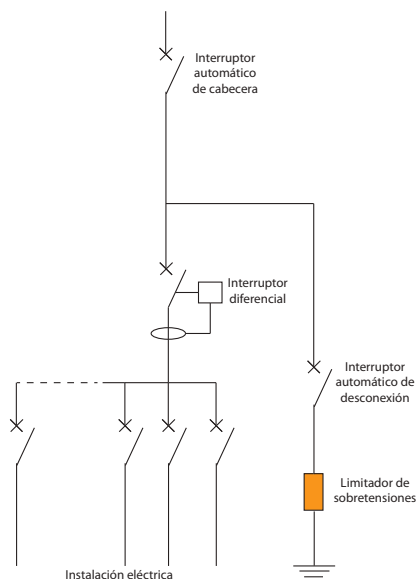 Interruptor
automático
de cabecera
Interruptor
diferencial
Interruptor
automático de
desconexión
Limitador de
sobretensiones
Instalación eléctrica